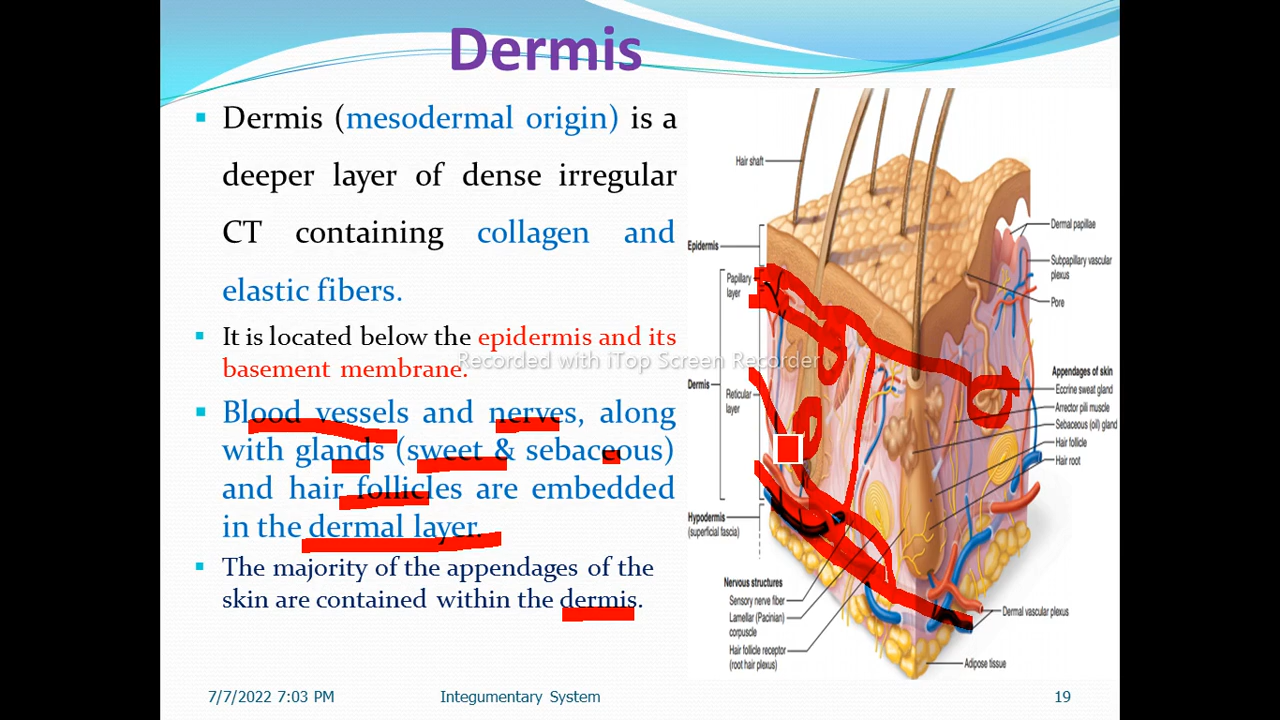 Dermis
▪ Dermis (mesodermal origin) is a
deeper layer of dense irregular
CT containing collagen and
elastic fibers.
▪ It is located below the epidermis and its
basement membrane.
▪ Blood vessels and nerves, along
with glands (sweet & sebaceous)
and hair follicles are embedded
in the dermal layer.
▪ The majority of the appendages of the
skin are contained within the dermis.
Recorded with iTop Screen Recorder
Hair shaft
Epidermis
Papillary
layer
Dermis
Reticular
layer
Hypodermis
(superficial fascia)
Nervous structures
Sensory nerve fiber
Lamellar (Pacinian)
corpuscle
Hair follicle receptor
(root hair plexus)
Dermal papillae
Subpapillary vascular
plexus
Pore
Appendages of skin
Eccrine sweat gland
Arrector pili muscle
Sebaceous (oil) gland
Hair follicle
Hair root
Dermal vascular plexus
Adipose tissue
7/7/2022 7:03 PM
Integumentary System
19